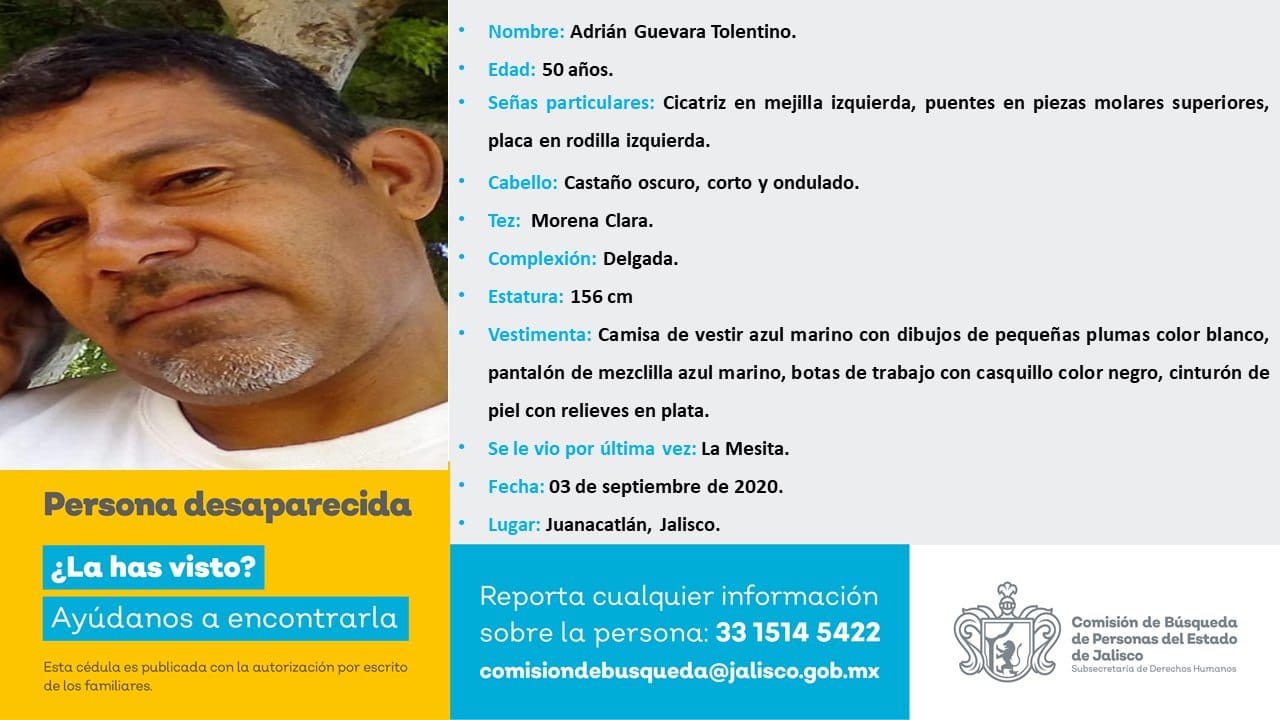 • Nombre: Adrián Guevara Tolentino.
• Edad: 50 años.
• Señas particulares: Cicatriz en mejilla izquierda, puentes en piezas molares superiores,
placa en rodilla izquierda.
• Cabello: Castaño oscuro, corto y ondulado.
• Tez: Morena Clara.
• Complexión: Delgada.
• Estatura: 156 cm
• Vestimenta: Camisa de vestir azul marino con dibujos de pequeñas plumas color blanco,
pantalón de mezclilla azul marino, botas de trabajo con casquillo color negro, cinturón de
piel con relieves en plata.
• Se le vio por última vez: La Mesita.
• Fecha: 03 de septiembre de 2020.
• Lugar: Juanacatlán, Jalisco.
Persona desaparecida
¿La has visto?
Ayúdanos a encontrarla
Esta cédula es publicada con la autorización por escrito
de los familiares.
Reporta cualquier información
sobre la persona: 33 1514 5422
comisiondebusqueda@jalisco.gob.mx
Comisión de Búsqueda
de Personas del Estado
de Jalisco
Subsecretaría de Derechos Humanos